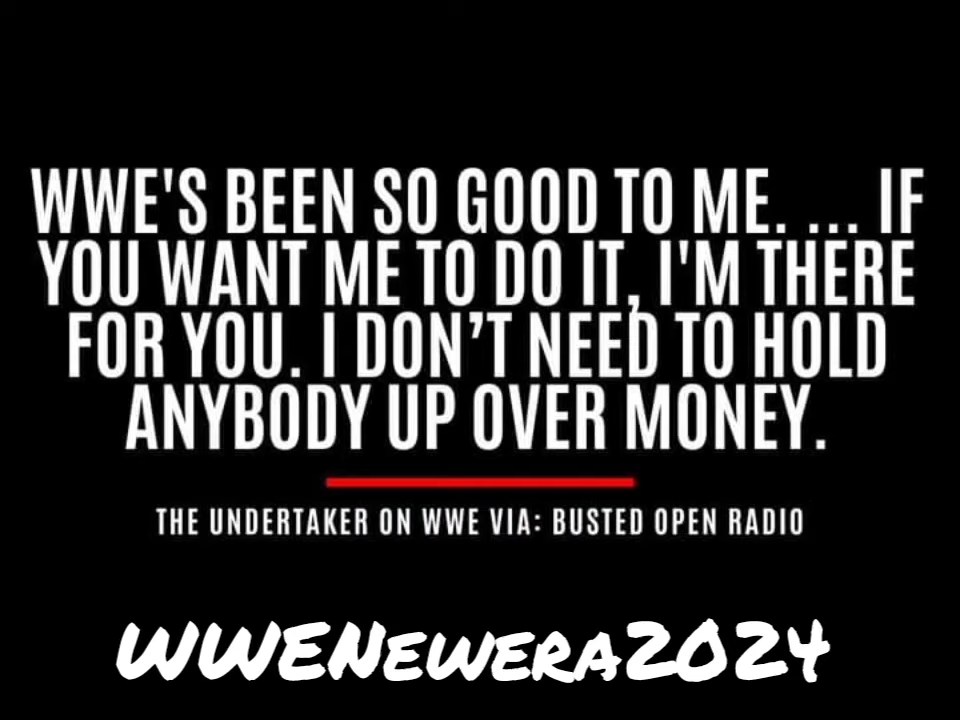 WWE'S BEEN SO GOOD TO ME. ... IF
YOU WANT ME TO DO IT, I'M THERE
FOR YOU. I DON’T NEED TO HOLD
ANYBODY UP OVER MONEY.
THE UNDERTAKER ON WWE VIA: BUSTED OPEN RADIO
WWENEWERA2024